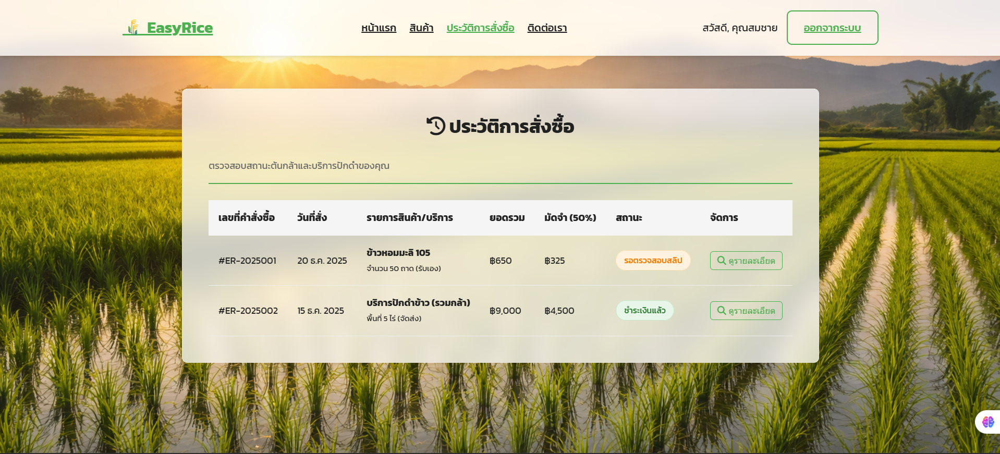 EasyRice
หน้าแรก สินค้า ประวัติการสั่งซื้อ ติดต่อเรา
สวัสดี, คุณสมชาย
ออกจากระบบ
ประวัติการสั่งซื้อ
ตรวจสอบสถานะต้นกล้าและบริการปักดำของคุณ
เลขที่คำสั่งซื้อ วันที่สั่ง รายการสินค้า/บริการ ยอดรวม มัดจำ (50%) สถานะ จัดการ
#ER-2025001 20 ธ.ค. 2025 ข้าวหอมมะลิ 105 ฿650 ฿325 รอตรวจสอบสลิป ดูรายละเอียด
จำนวน 50 ถาด (รับเอง)
#ER-2025002 15 ธ.ค. 2025 บริการปักดำข้าว (รวมกล้า) ฿9,000 ฿4,500 ชำระเงินแล้ว ดูรายละเอียด
พื้นที่ 5 ไร่ (จัดส่ง)